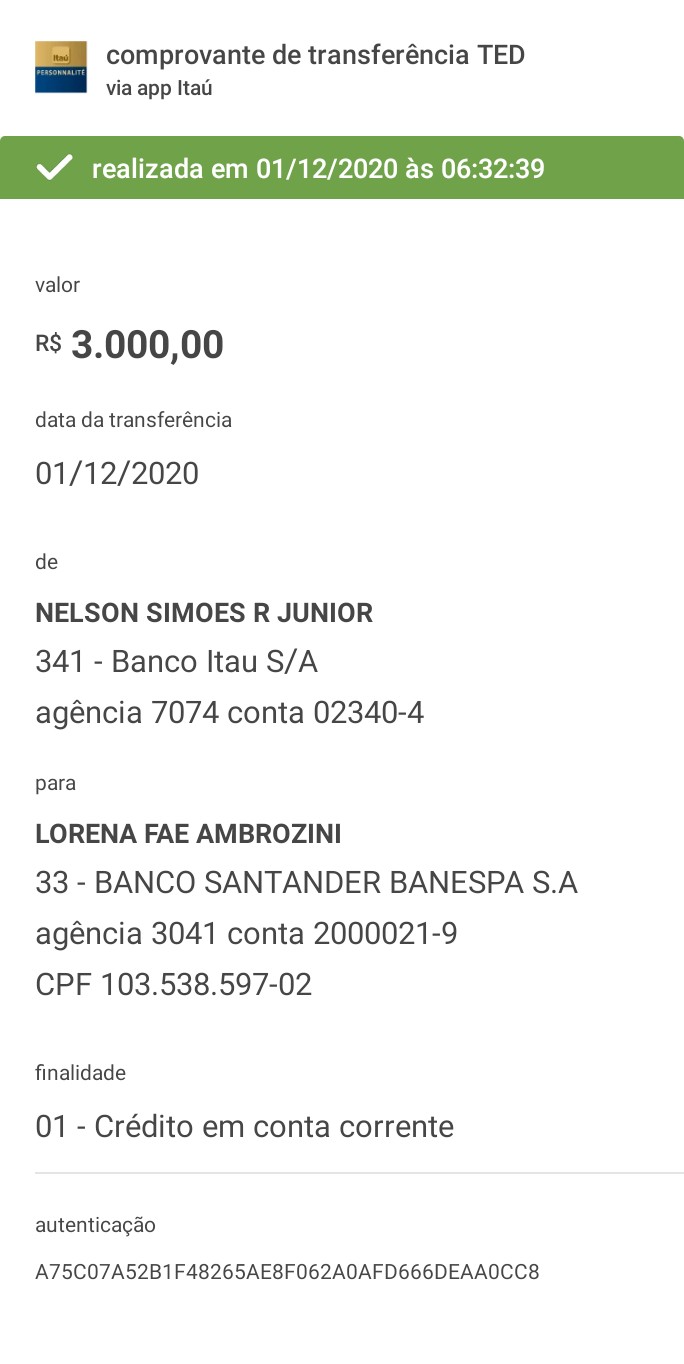 Itaú
PERSONNALITÉ
comprovante de transferência TED
via app Itaú
realizada em 01/12/2020 às 06:32:39
valor
R$ 3.000,00
data da transferência
01/12/2020
de
NELSON SIMOES R JUNIOR
341 - Banco Itau S/A
agência 7074 conta 02340-4
para
LORENA FAE AMBROZINI
33 - BANCO SANTANDER BANESPA S.A
agência 3041 conta 2000021-9
CPF 103.538.597-02
finalidade
01 - Crédito em conta corrente
autenticação
A75C07A52B1F48265AE8F062A0AFD666DEAA0CC8